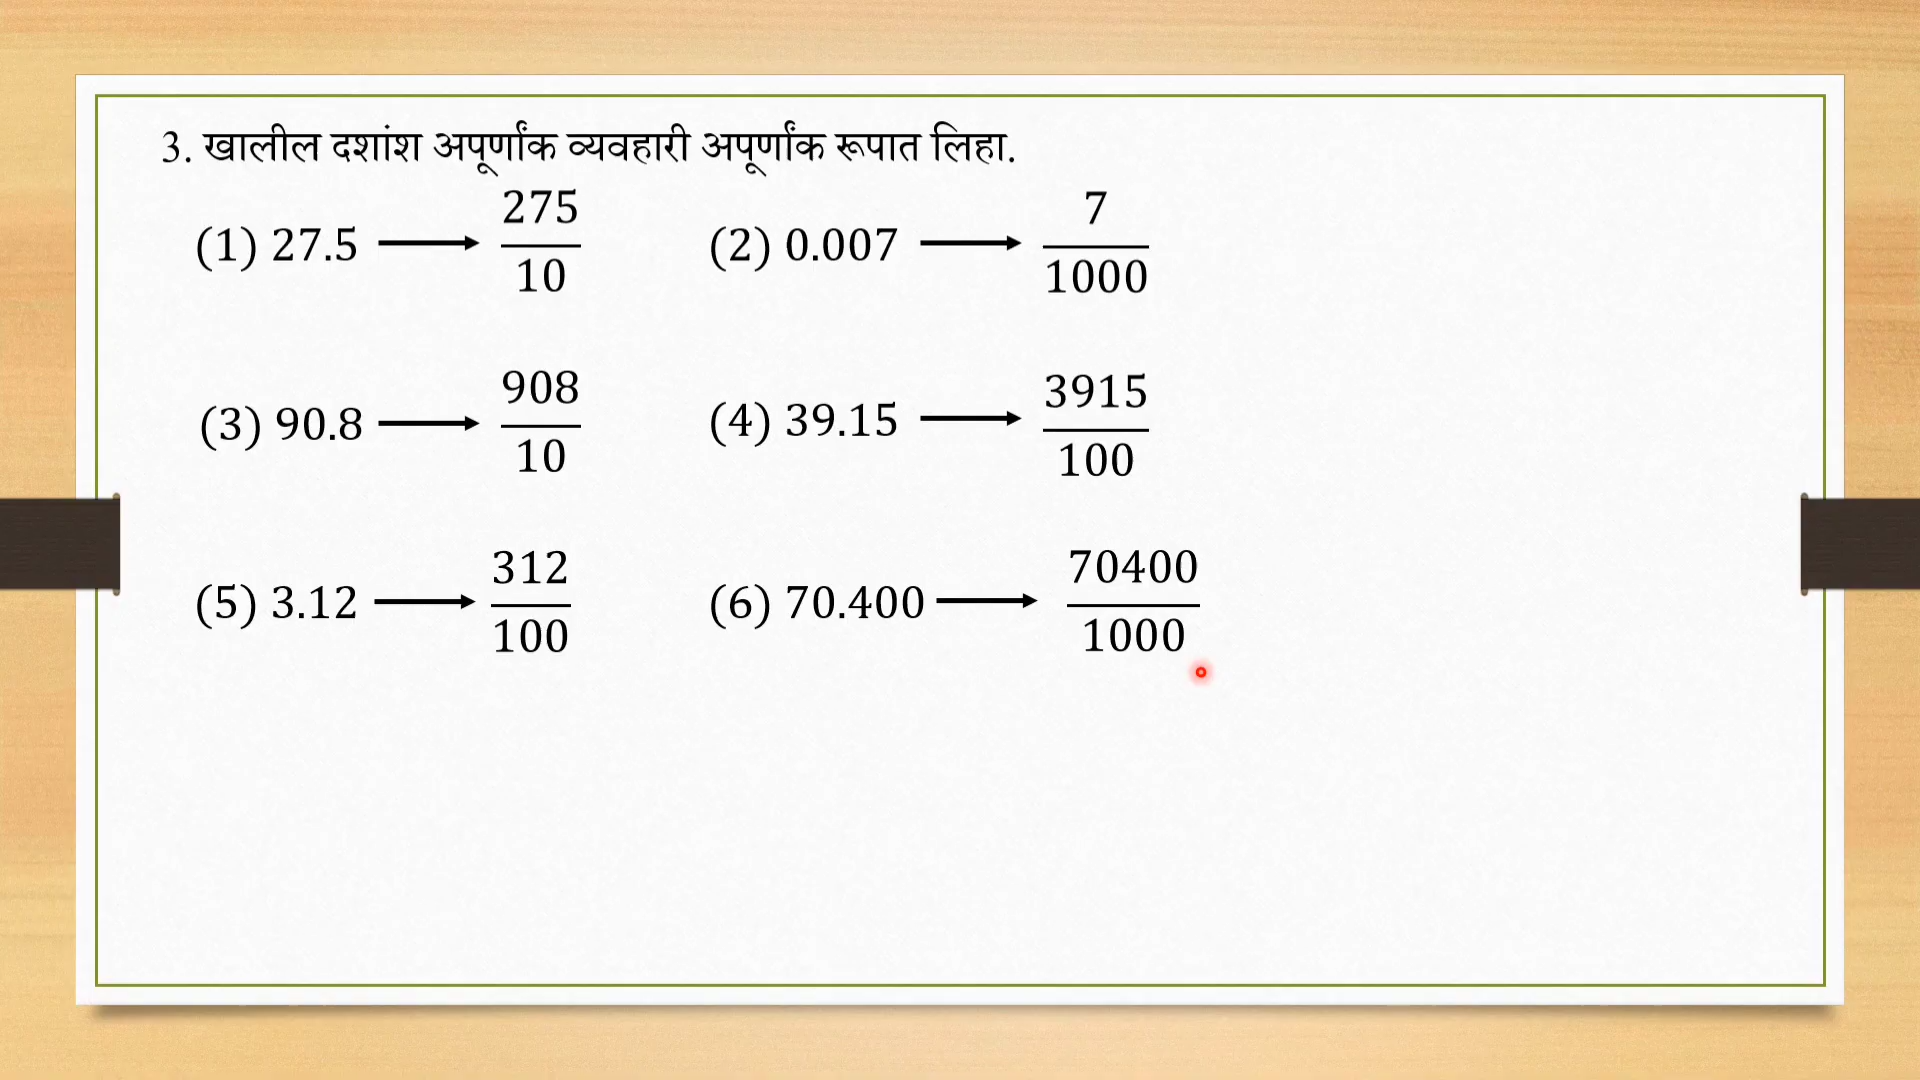 3. खालील दशांश अपूर्णांक व्यवहारी अपूर्णांक रूपात लिहा.
(1) 27.5 → 275/10 (2) 0.007 → 7/1000
(3) 90.8 → 908/10 (4) 39.15 → 3915/100
(5) 3.12 → 312/100 (6) 70.400 → 70400/1000